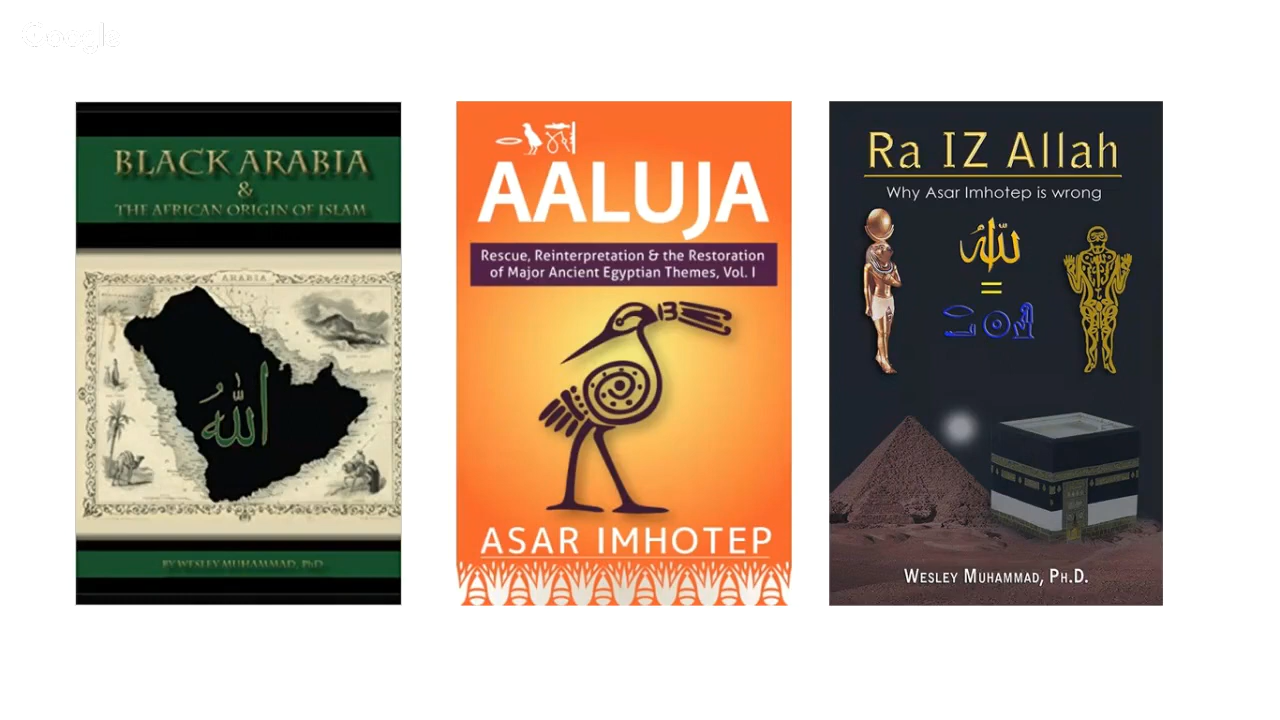 Google
BLACK ARABIA
&
THE AFRICAN ORIGIN OF ISLAM
ARABIA
الله
BY WESLEY MUHAMMAD, PhD
AALUJA
Rescue, Reinterpretation & the Restoration
of Major Ancient Egyptian Themes, Vol. I
ASAR IMHOTEP
Ra IZ Allah
Why Asar Imhotep is wrong
الله
=
WESLEY MUHAMMAD, PH.D.